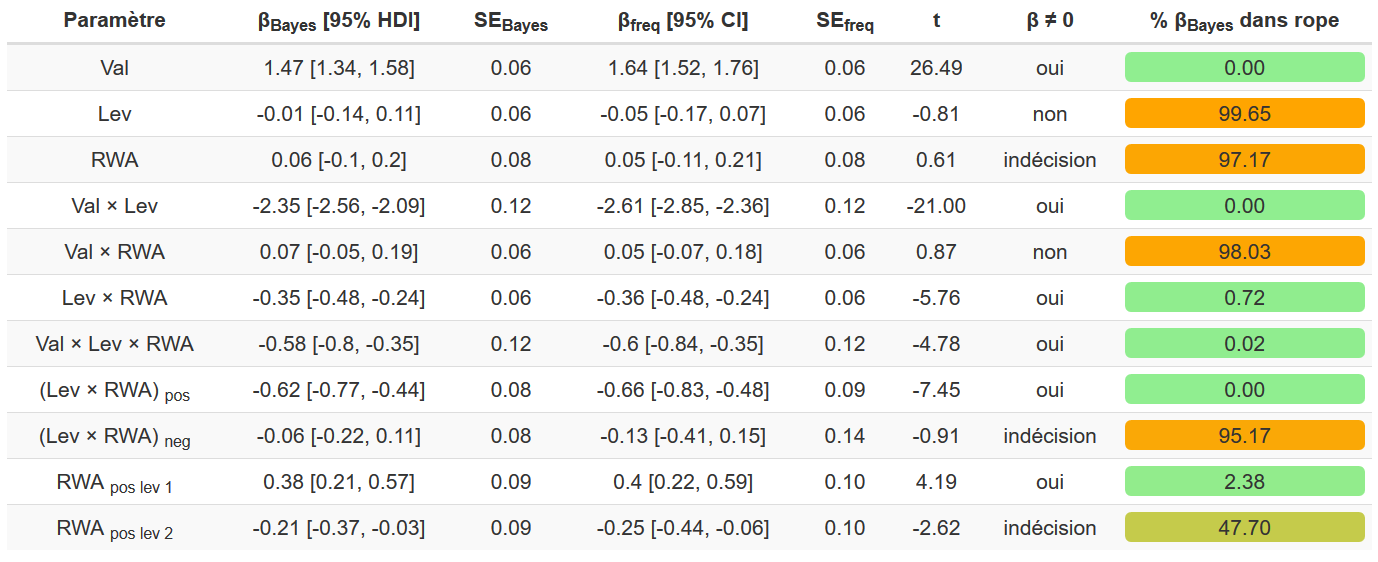 Paramètre βBayes [95% HDI] SEBayes βfreq [95% CI] SEfreq t β ≠ 0 % βBayes dans rope
Val 1.47 [1.34, 1.58] 0.06 1.64 [1.52, 1.76] 0.06 26.49 oui 0.00
Lev -0.01 [-0.14, 0.11] 0.06 -0.05 [-0.17, 0.07] 0.06 -0.81 non 99.65
RWA 0.06 [-0.1, 0.2] 0.08 0.05 [-0.11, 0.21] 0.08 0.61 indécision 97.17
Val × Lev -2.35 [-2.56, -2.09] 0.12 -2.61 [-2.85, -2.36] 0.12 -21.00 oui 0.00
Val × RWA 0.07 [-0.05, 0.19] 0.06 0.05 [-0.07, 0.18] 0.06 0.87 non 98.03
Lev × RWA -0.35 [-0.48, -0.24] 0.06 -0.36 [-0.48, -0.24] 0.06 -5.76 oui 0.72
Val × Lev × RWA -0.58 [-0.8, -0.35] 0.12 -0.6 [-0.84, -0.35] 0.12 -4.78 oui 0.02
(Lev × RWA) pos -0.62 [-0.77, -0.44] 0.08 -0.66 [-0.83, -0.48] 0.09 -7.45 oui 0.00
(Lev × RWA) neg -0.06 [-0.22, 0.11] 0.08 -0.13 [-0.41, 0.15] 0.14 -0.91 indécision 95.17
RWA pos lev 1 0.38 [0.21, 0.57] 0.09 0.4 [0.22, 0.59] 0.10 4.19 oui 2.38
RWA pos lev 2 -0.21 [-0.37, -0.03] 0.09 -0.25 [-0.44, -0.06] 0.10 -2.62 indécision 47.70